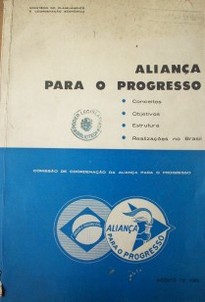 MINISTÉRIO DO PLANEJAMENTO
E COORDENAÇÃO ECONÔMICA
ALIANÇA
PARA O PROGRESSO
Conceitos
Objetivos
Estrutura
Realizações no Brasil
COMISSÃO DE COORDENAÇÃO DA ALIANÇA PARA O PROGRESSO
ALIANÇA
PARA O PROGRESSO